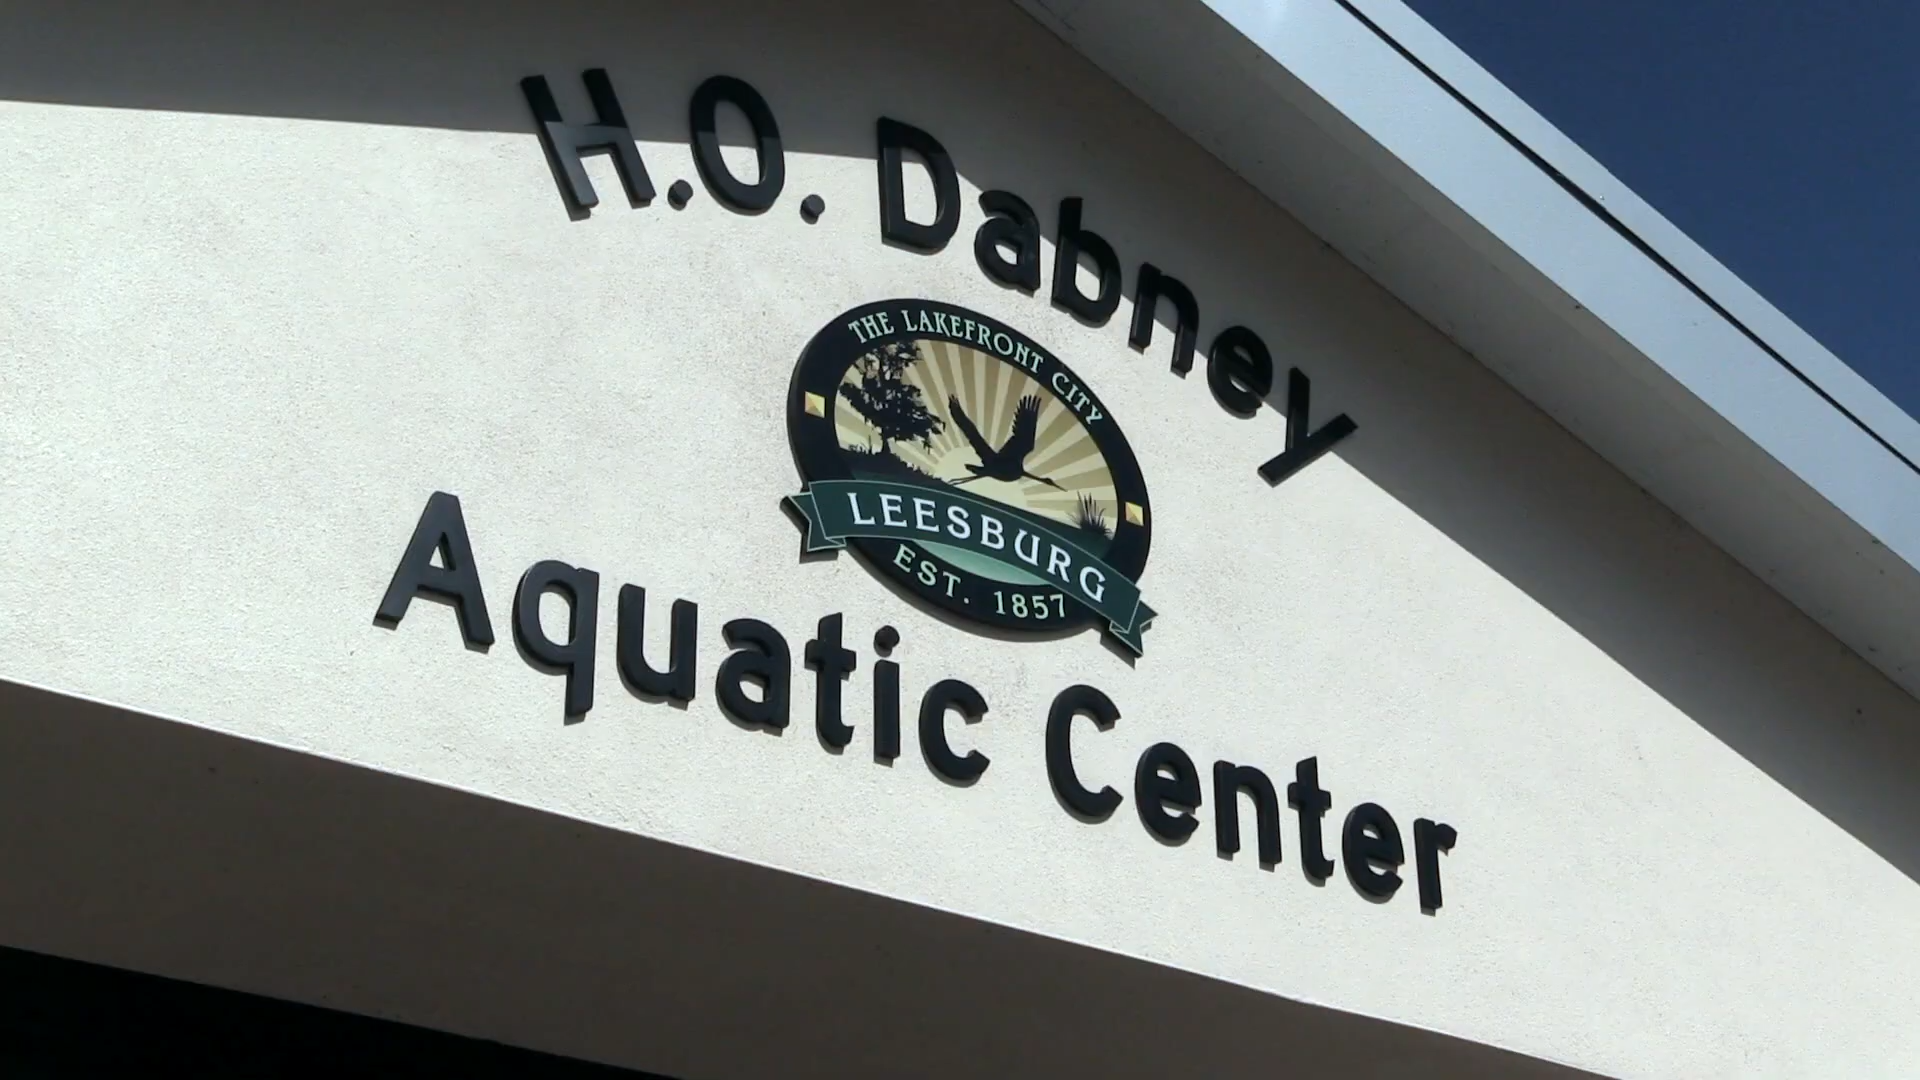 H.O. Dabney
THE LAKEFRONT CITY
LEESBURG
EST. 1857
Aquatic Center